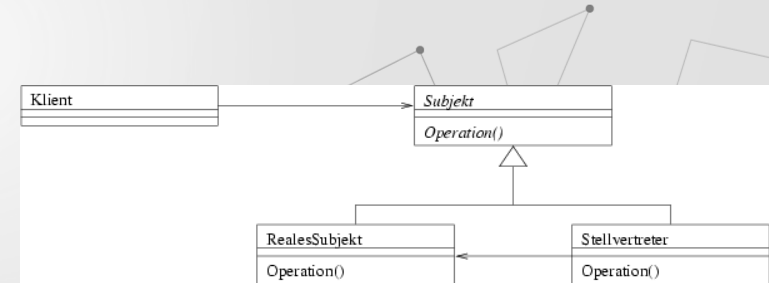 Klient
Subjekt
Operation()
RealesSubjekt
Stellvertreter
Operation()
Operation()